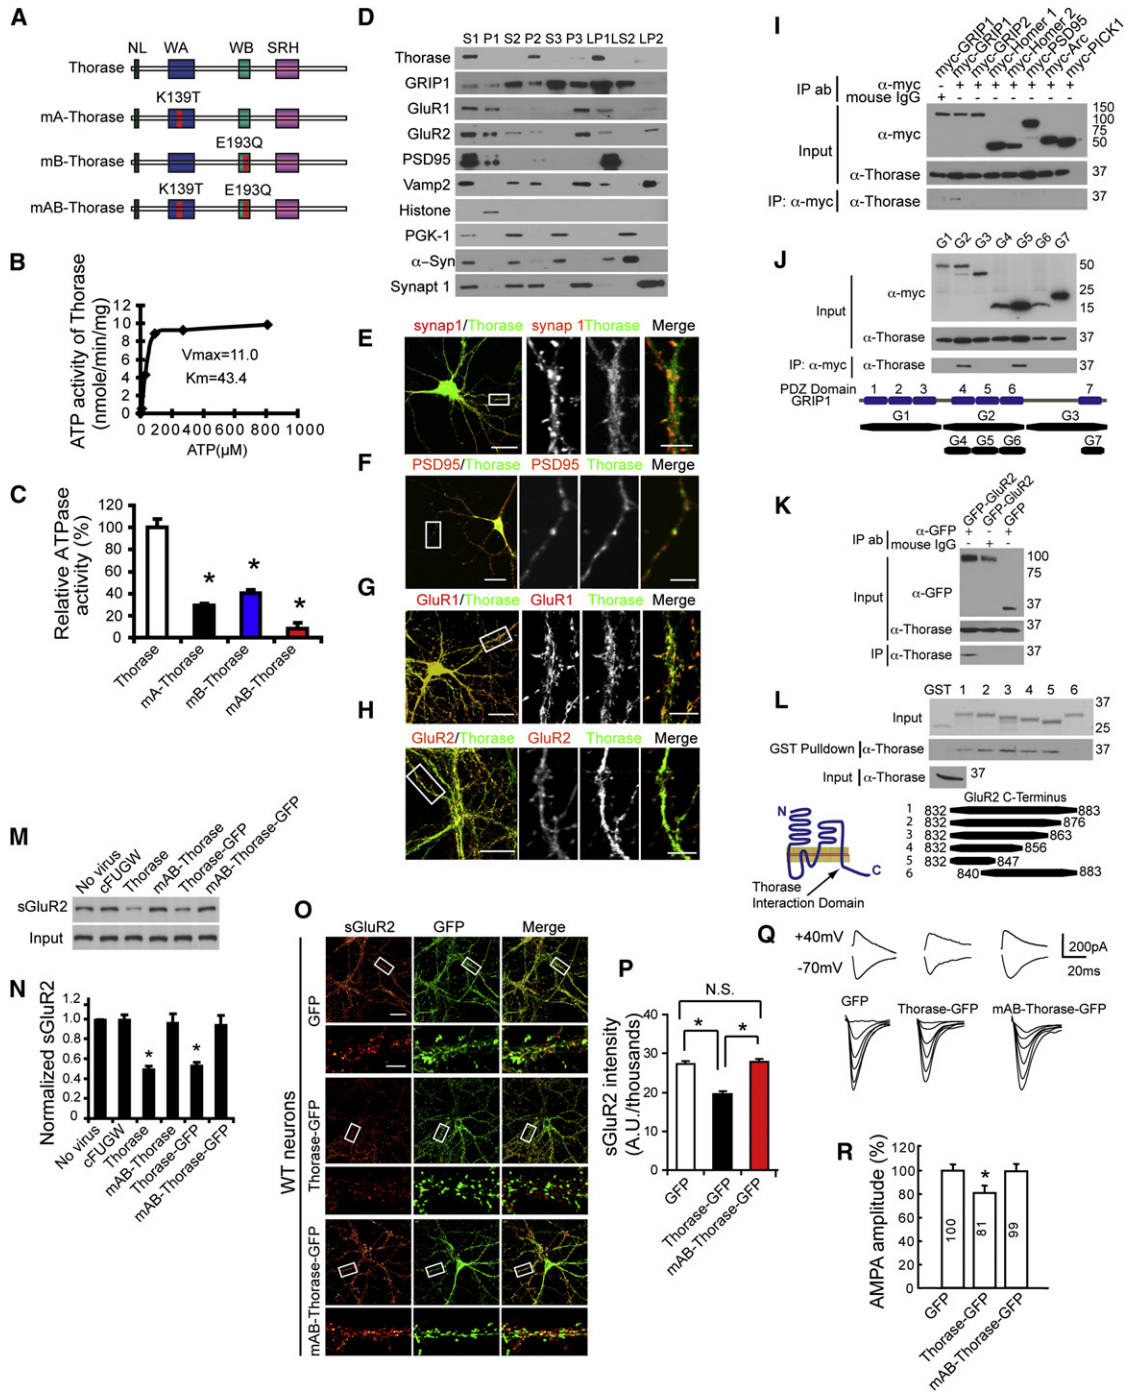 A
NL WA WB SRH
Thorase
K139T
mA-Thorase
E193Q
mB-Thorase
K139T E193Q
mAB-Thorase
B
ATP activity of Thorase
(nmole/min/mg)
12
10
8
6
4
2
0
Vmax=11.0
Km=43.4
0 200 400 600 800 1000
ATP(µM)
C
Relative ATPase
activity (%)
120
100
80
60
40
20
0
* * *
Thorase
mA-Thorase
mB-Thorase
mAB-Thorase
D
S1 P1 S2 P2 S3 P3 LP1 LS2 LP2
Thorase
GRIP1
GluR1
GluR2
PSD95
Vamp2
Histone
PGK-1
α–Syn
Synapt 1
E
synap1/Thorase synap 1 Thorase Merge
F
PSD95/Thorase PSD95 Thorase Merge
G
GluR1/Thorase GluR1 Thorase Merge
H
GluR2/Thorase GluR2 Thorase Merge
I
myc-GRIP1
myc-GRIP1
myc-GRIP2
myc-Homer 1
myc-Homer 2
myc-PSD95
myc-Arc
myc-PICK1
IP ab α-myc - + + + + + + +
mouse IgG +
Input α-myc
150
100
75
50
α-Thorase 37
IP: α-myc α-Thorase 37
J
G1 G2 G3 G4 G5 G6 G7
Input α-myc
50
25
15
α-Thorase 37
IP: α-myc α-Thorase 37
PDZ Domain 1 2 3 4 5 6 7
GRIP1
G1 G2 G3
G4 G5 G6 G7
K
GFP-GluR2
GFP-GluR2
GFP
IP ab α-GFP + - +
mouse IgG - + -
Input α-GFP
100
75
37
α-Thorase 37
IP α-Thorase 37
L
GST 1 2 3 4 5 6
Input 37
25
GST Pulldown α-Thorase 37
Input α-Thorase 37
GluR2 C-Terminus
1 832 883
2 832 876
3 832 863
4 832 856
5 832 847
6 840 883
N
C
Thorase
Interaction Domain
M
No virus
cFUGW
Thorase
mAB-Thorase
Thorase-GFP
mAB-Thorase-GFP
sGluR2
Input
N
Normalized sGluR2
1.2
1.0
0.8
0.6
0.4
0.2
0
* *
No virus
cFUGW
Thorase
mAB-Thorase
Thorase-GFP
mAB-Thorase-GFP
O
sGluR2 GFP Merge
WT neurons
GFP
Thorase-GFP
mAB-Thorase-GFP
P
N.S.
* *
sGluR2 intensity
(A.U./thousands)
40
30
20
10
0
GFP
Thorase-GFP
mAB-Thorase-GFP
Q
+40mV
-70mV
200pA
20ms
GFP Thorase-GFP mAB-Thorase-GFP
R
AMPA amplitude (%)
120
100
80
60
40
20
0
*
100 81 99
GFP
Thorase-GFP
mAB-Thorase-GFP